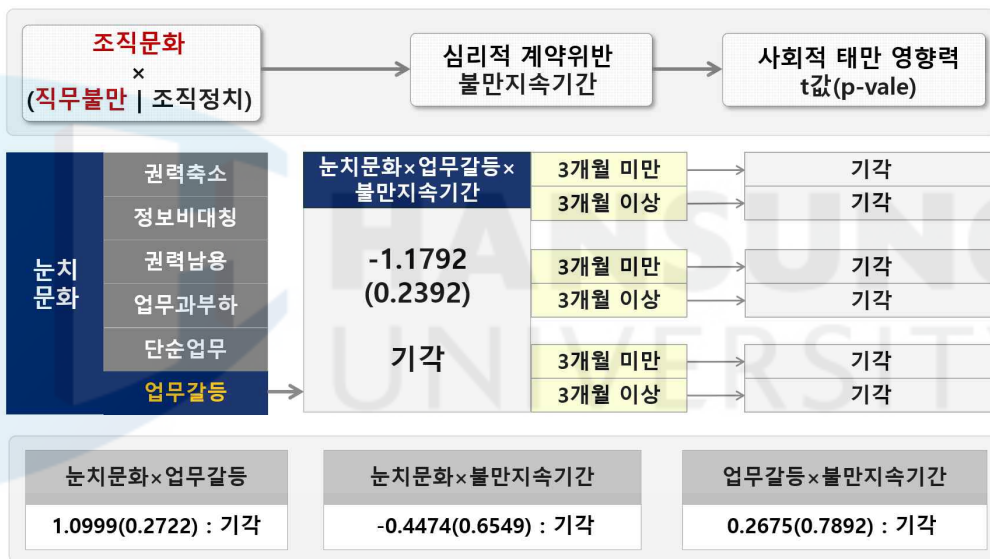 조직문화
×
(직무불만 | 조직정치)
심리적 계약위반
불만지속기간
사회적 태만 영향력
t값(p-vale)
눈치
문화
권력축소
정보비대칭
권력남용
업무과부하
단순업무
업무갈등
눈치문화×업무갈등×
불만지속기간
-1.1792
(0.2392)
기각
3개월 미만
기각
3개월 이상
기각
3개월 미만
기각
3개월 이상
기각
3개월 미만
기각
3개월 이상
기각
눈치문화×업무갈등
1.0999(0.2722) : 기각
눈치문화×불만지속기간
-0.4474(0.6549) : 기각
업무갈등×불만지속기간
0.2675(0.7892) : 기각
HANSUNG
UNIVERSITY